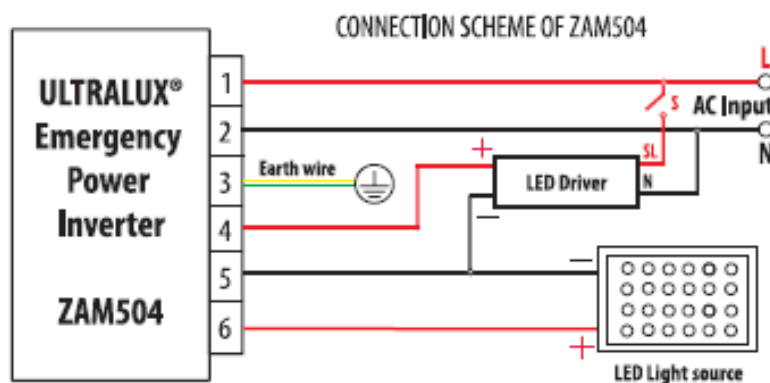 CONNECTION SCHEME OF ZAM504
ULTRALUX®
Emergency
Power
Inverter
ZAM504
1
2
3
4
5
6
Earth wire
L
S
AC Input
N
+
SL
LED Driver
N
—
—
+
LED Light source